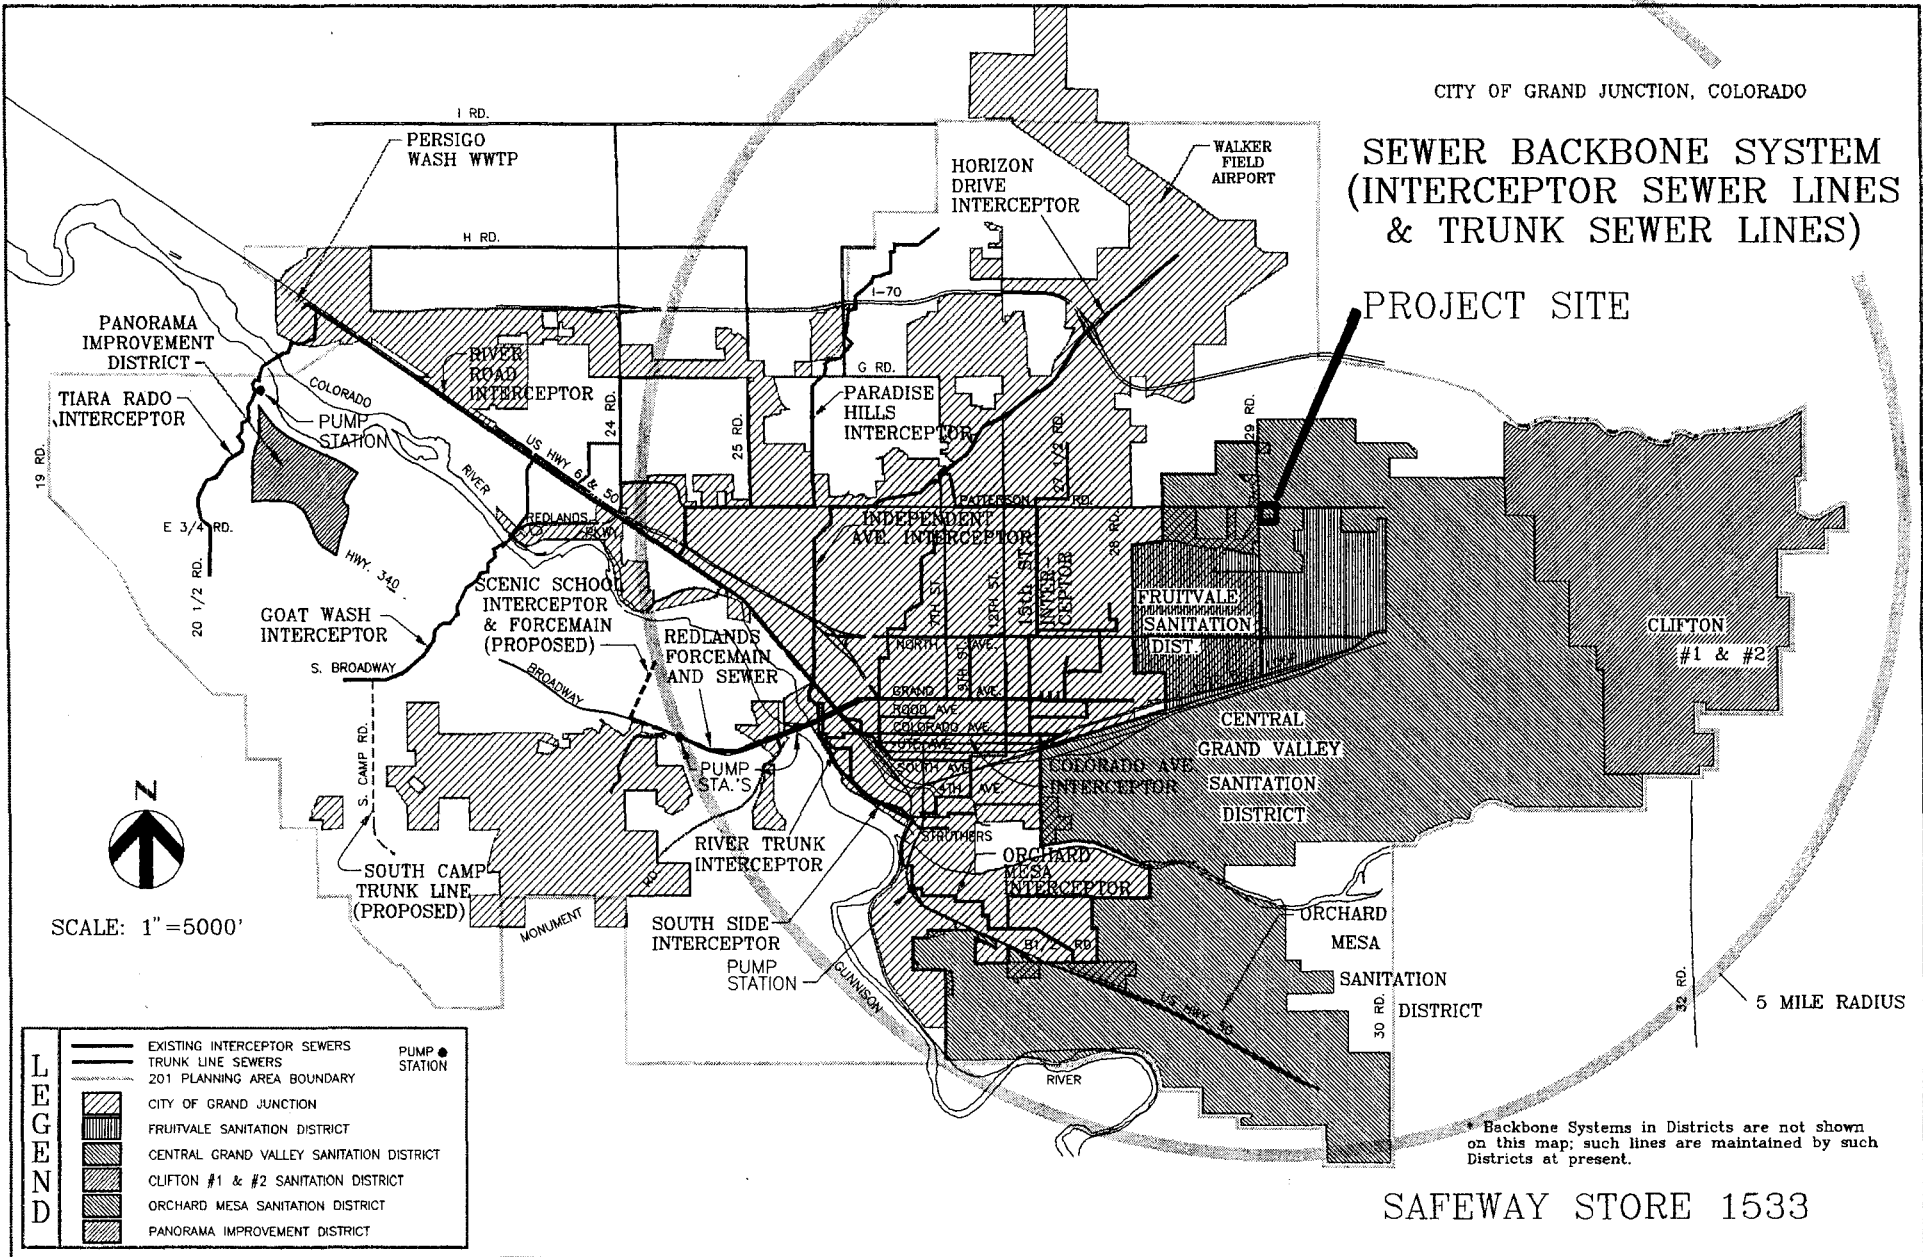 CITY OF GRAND JUNCTION, COLORADO
SEWER BACKBONE SYSTEM
(INTERCEPTOR SEWER LINES
& TRUNK SEWER LINES)
PROJECT SITE
I RD.
PERSIGO
WASH WWTP
HORIZON
DRIVE
INTERCEPTOR
WALKER
FIELD
AIRPORT
H RD.
I-70
PANORAMA
IMPROVEMENT
DISTRICT
TIARA RADO
INTERCEPTOR
COLORADO
RIVER
PUMP
STATION
RIVER
ROAD
INTERCEPTOR
24 RD.
25 RD.
G RD.
PARADISE
HILLS
INTERCEPTOR
27 1/2 RD.
29 RD.
19 RD.
US HWY 6 & 50
PATTERSON RD.
E 3/4 RD.
20 1/2 RD.
HWY. 340
REDLANDS
PKWY
INDEPENDENT
AVE. INTERCEPTOR
28 RD.
7TH ST.
12TH ST.
15th ST.
INTER-
CEPTOR
SCENIC SCHOOL
INTERCEPTOR
& FORCEMAIN
(PROPOSED)
GOAT WASH
INTERCEPTOR
S. BROADWAY
BROADWAY
REDLANDS
FORCEMAIN
AND SEWER
FRUITVALE
SANITATION
DIST.
CLIFTON
#1 & #2
NORTH AVE.
9TH ST.
GRAND AVE.
ROOD AVE
COLORADO AVE.
UTE AVE.
SOUTH AVE
4TH AVE.
COLORADO AVE.
INTERCEPTOR
CENTRAL
GRAND VALLEY
SANITATION
DISTRICT
S. CAMP RD.
PUMP
STA.'S
STRUTHERS
N
SCALE: 1"=5000'
SOUTH CAMP
TRUNK LINE
(PROPOSED)
RIVER TRUNK
INTERCEPTOR
RD.
MONUMENT
ORCHARD
MESA
INTERCEPTOR
SOUTH SIDE
INTERCEPTOR
PUMP
STATION
GUNNISON
RIVER
B1/2 RD
US HWY. 50
ORCHARD
MESA
SANITATION
DISTRICT
30 RD.
32 RD.
5 MILE RADIUS
LEGEND
EXISTING INTERCEPTOR SEWERS
TRUNK LINE SEWERS
201 PLANNING AREA BOUNDARY
PUMP
STATION
CITY OF GRAND JUNCTION
FRUITVALE SANITATION DISTRICT
CENTRAL GRAND VALLEY SANITATION DISTRICT
CLIFTON #1 & #2 SANITATION DISTRICT
ORCHARD MESA SANITATION DISTRICT
PANORAMA IMPROVEMENT DISTRICT
* Backbone Systems in Districts are not shown
on this map; such lines are maintained by such
Districts at present.
SAFEWAY STORE 1533